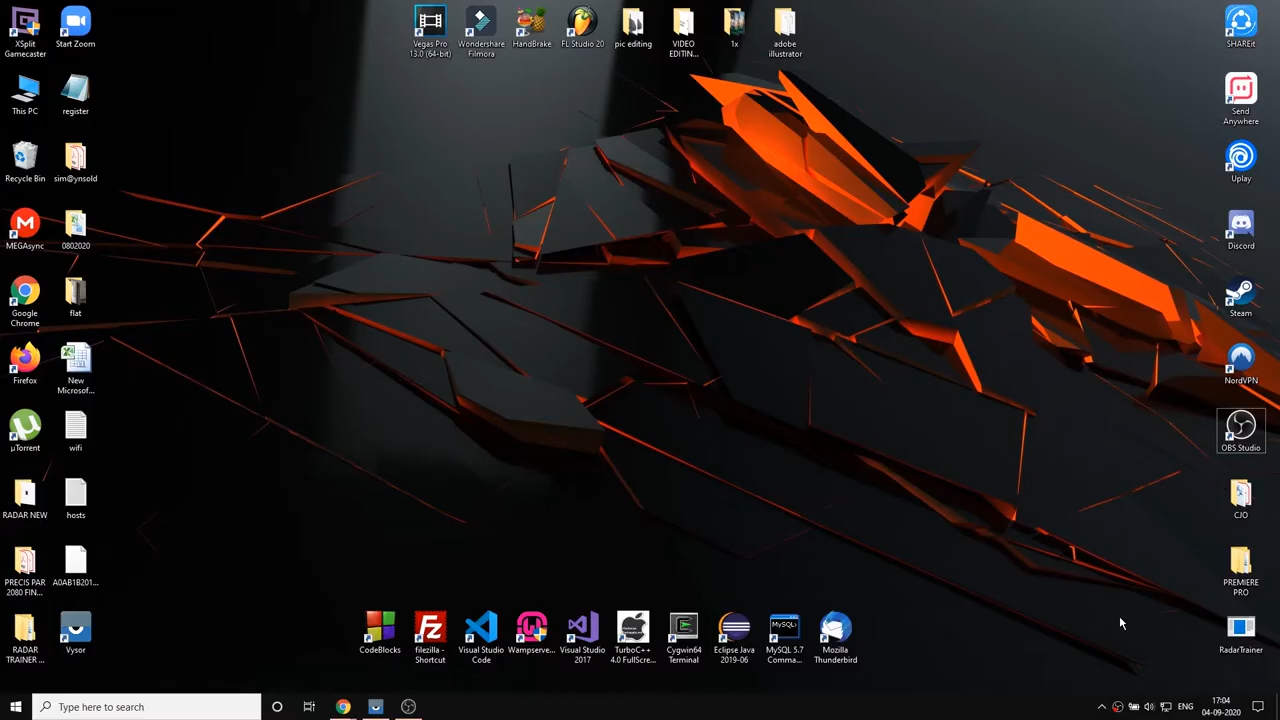 XSplit
Gamecaster
Start Zoom
Vegas Pro
13.0 (64-bit)
Wondershare
Filmora
HandBrake
FL Studio 20
pic editing
VIDEO
EDITIN...
1x
adobe
illustrator
SHAREit
This PC
register
Send
Anywhere
Recycle Bin
sim@ynsold
Uplay
MEGAsync
0802020
Discord
Google
Chrome
flat
Steam
Firefox
New
Microsof...
NordVPN
µTorrent
wifi
OBS Studio
RADAR NEW
hosts
CJO
PRECIS PAR
2080 FIN...
A0AB1B201...
PREMIERE
PRO
RADAR
TRAINER ...
Vysor
CodeBlocks
filezilla -
Shortcut
Visual Studio
Code
Wampserve...
Visual Studio
2017
TurboC++
4.0 FullScre...
Cygwin64
Terminal
Eclipse Java
2019-06
MySQL 5.7
Comma...
Mozilla
Thunderbird
RadarTrainer
Type here to search
ENG
17:04
04-09-2020